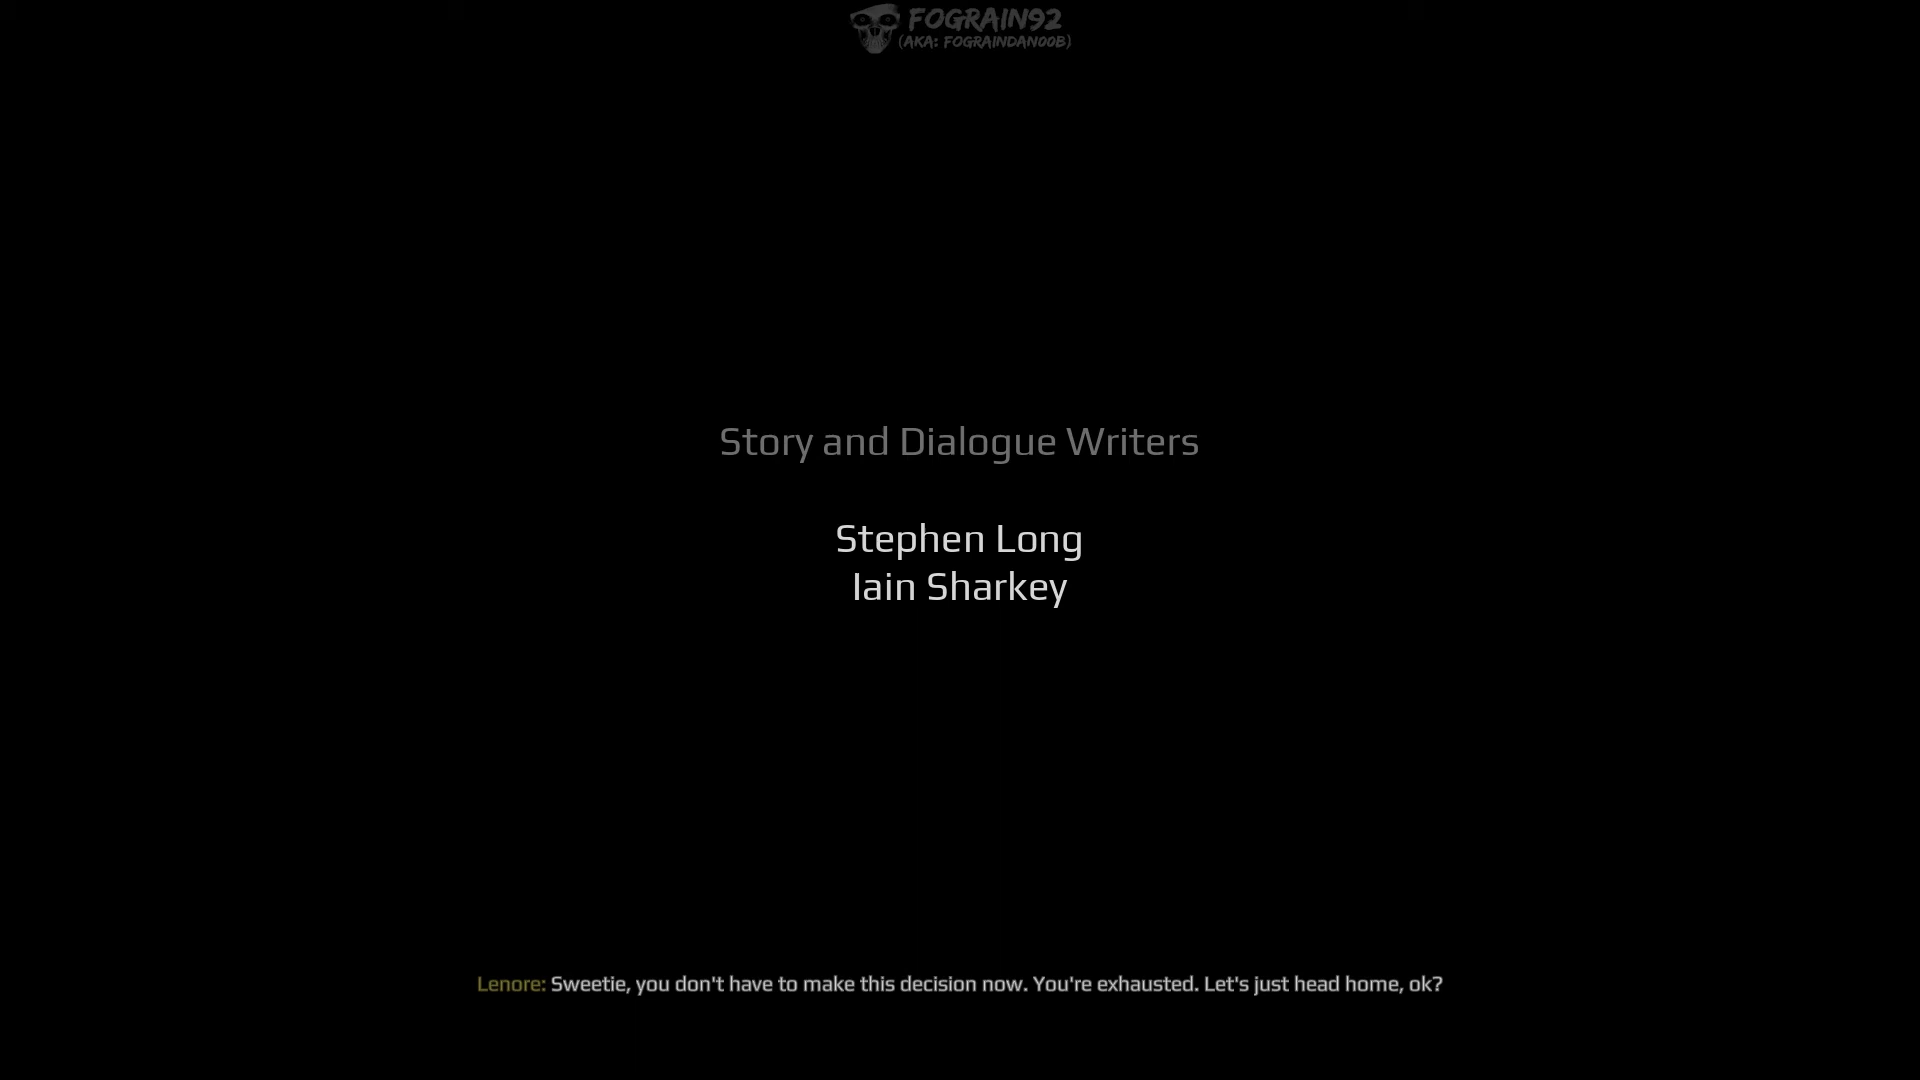 FOGRAIN92
(AKA: FOGRAINDAN00B)
Story and Dialogue Writers
Stephen Long
Iain Sharkey
Lenore: Sweetie, you don't have to make this decision now. You're exhausted. Let's just head home, ok?